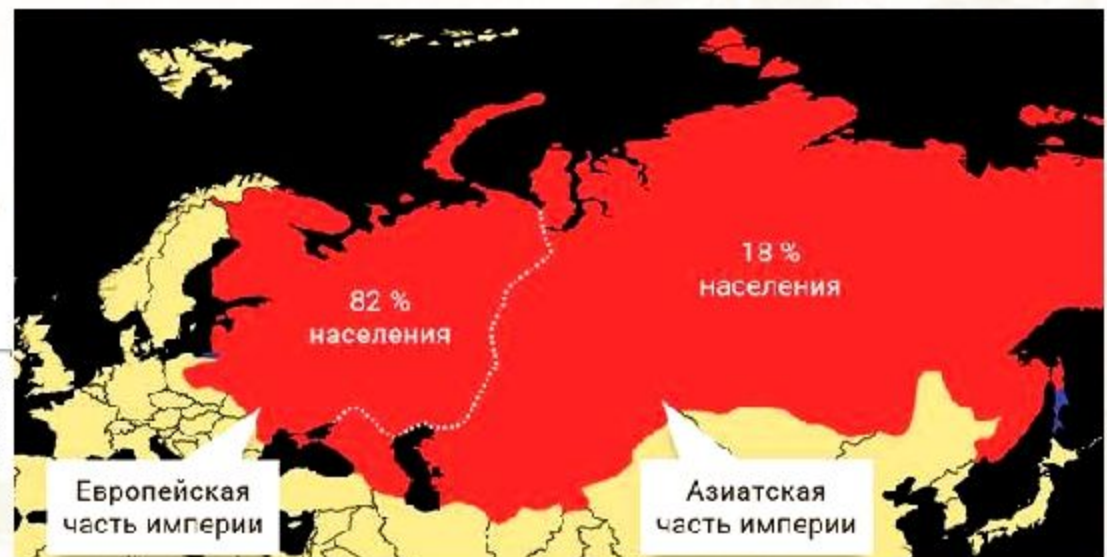 82 %
населения
18 %
населения
Европейская
часть империи
Азиатская
часть империи